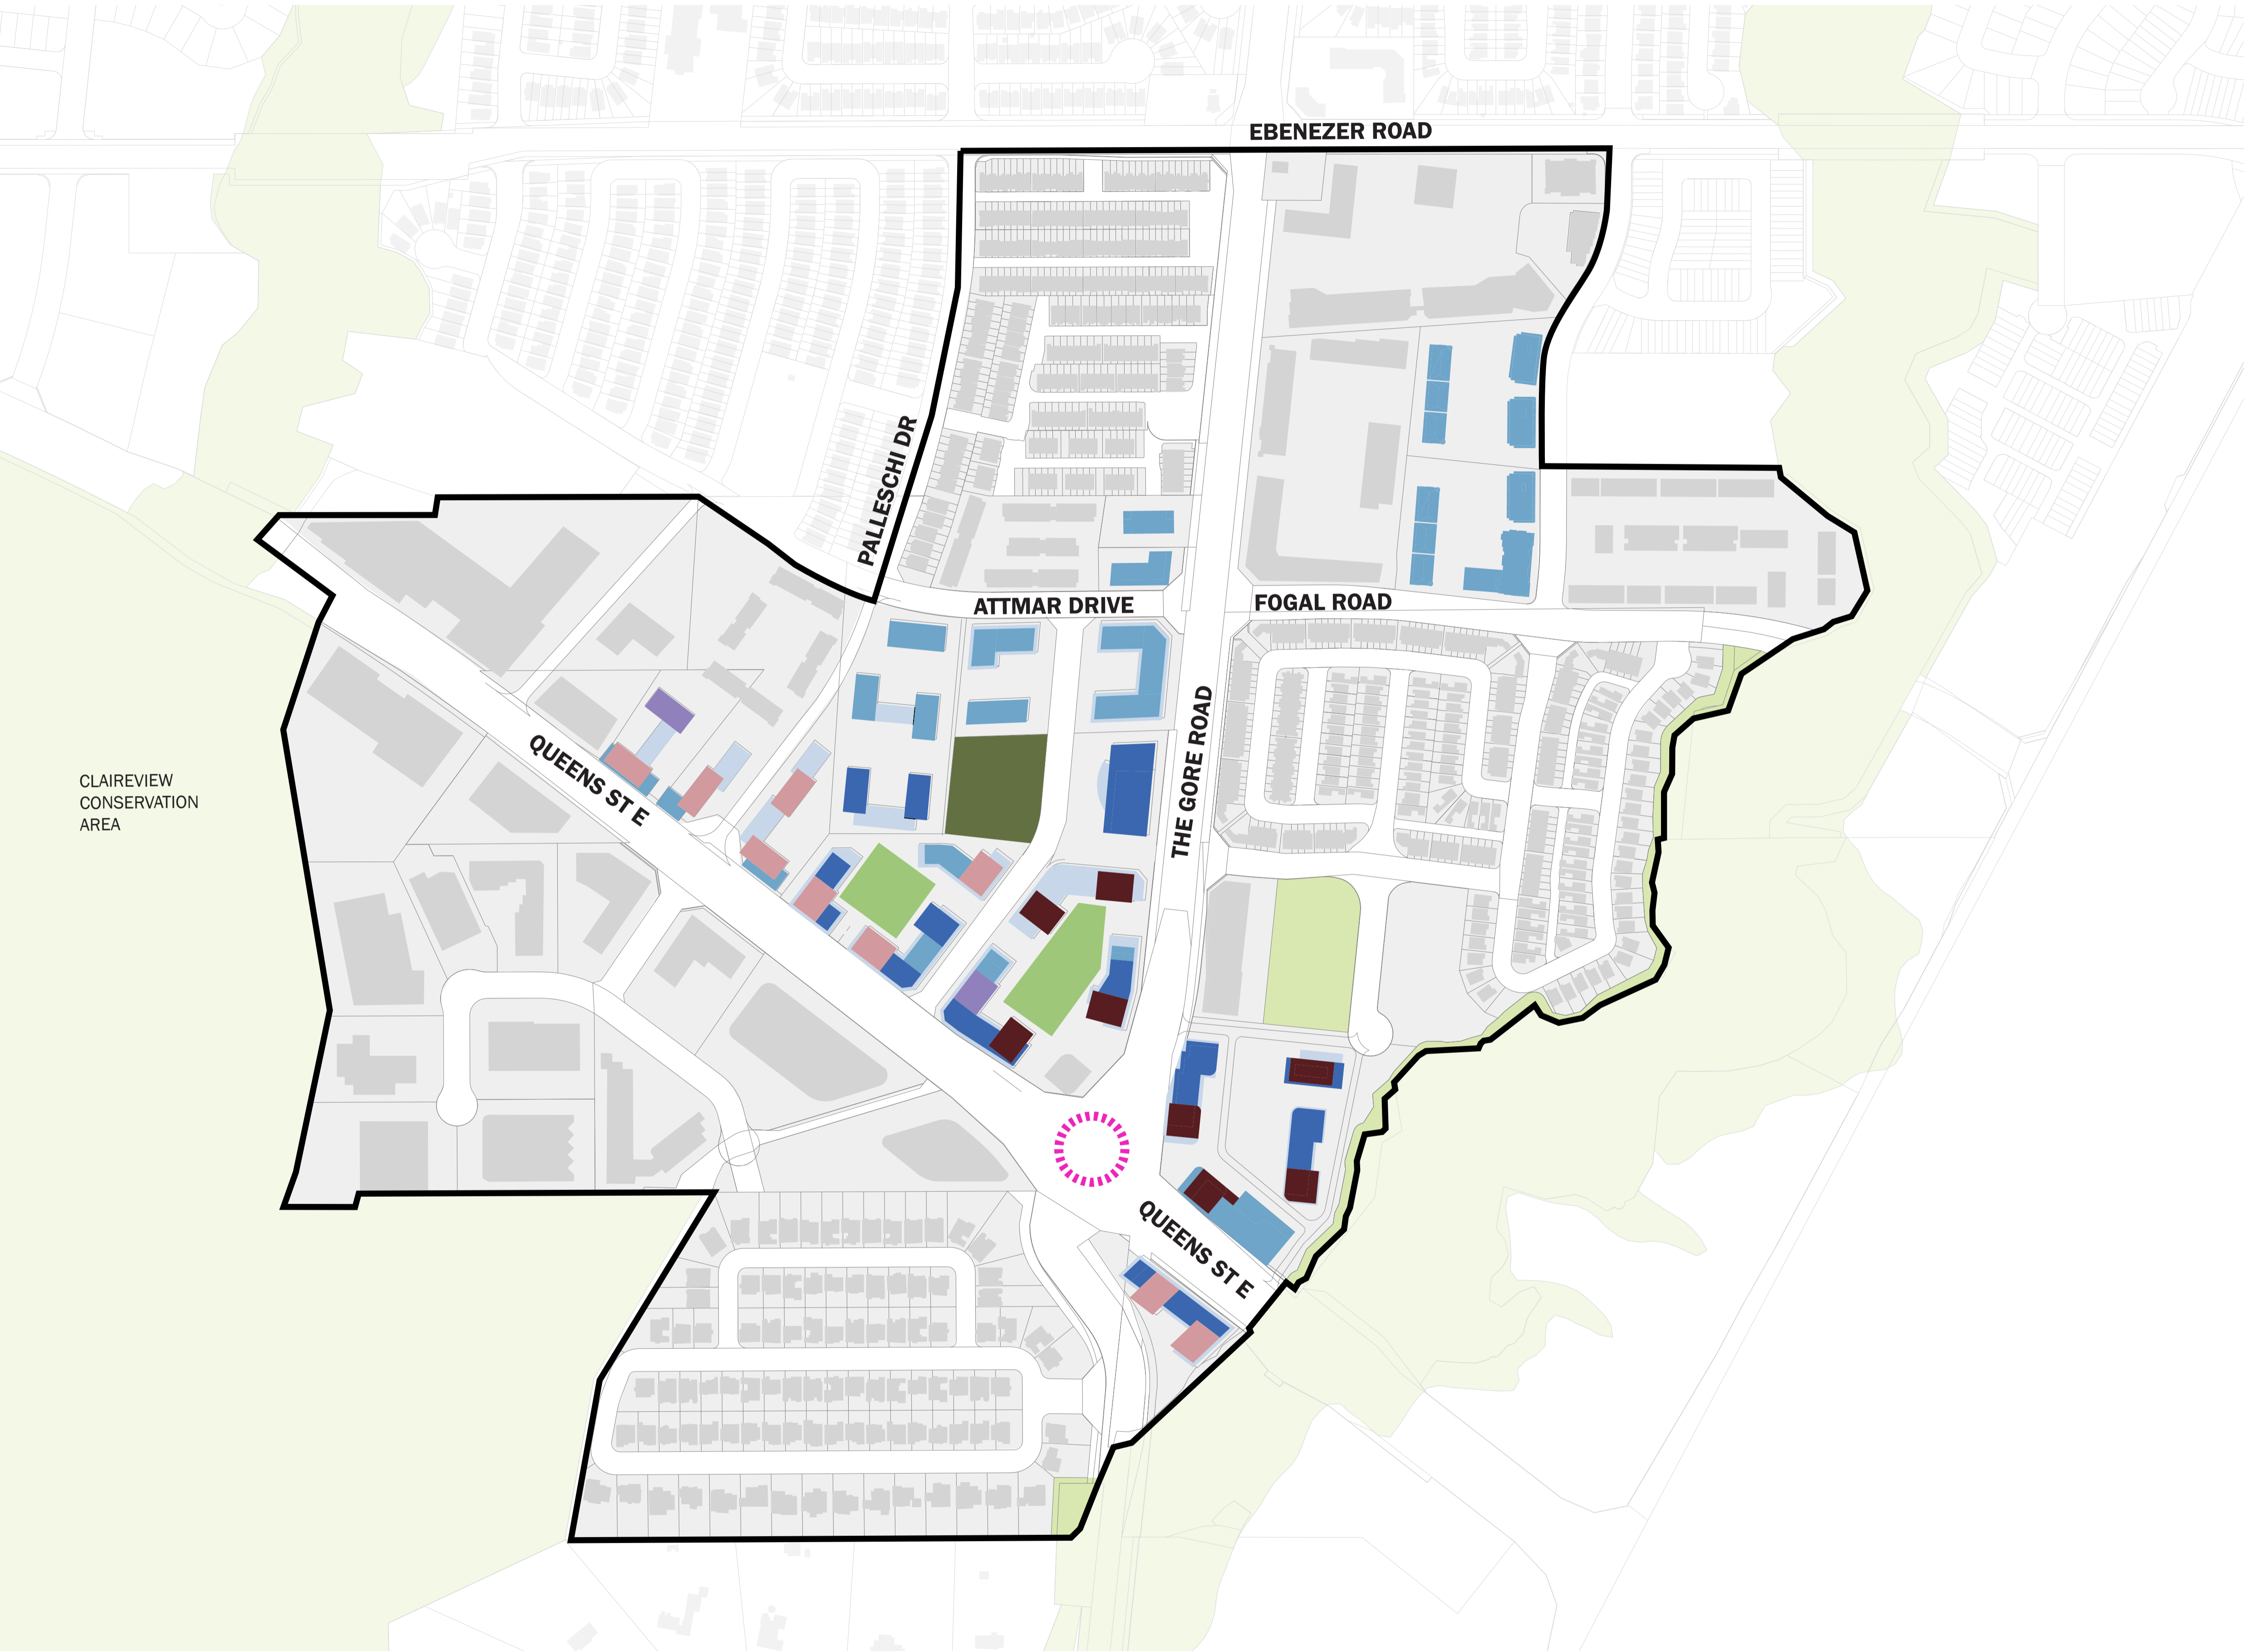 EBENEZER ROAD
PALLESCHI DR
ATTMAR DRIVE
FOGAL ROAD
THE GORE ROAD
QUEENS ST E
CLAIREVIEW
CONSERVATION
AREA
QUEENS ST E